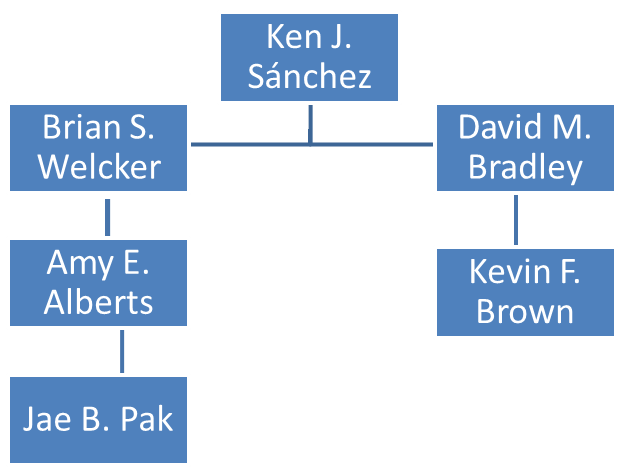 Ken J.
Sánchez
Brian S.
Welcker
David M.
Bradley
Amy E.
Alberts
Kevin F.
Brown
Jae B. Pak